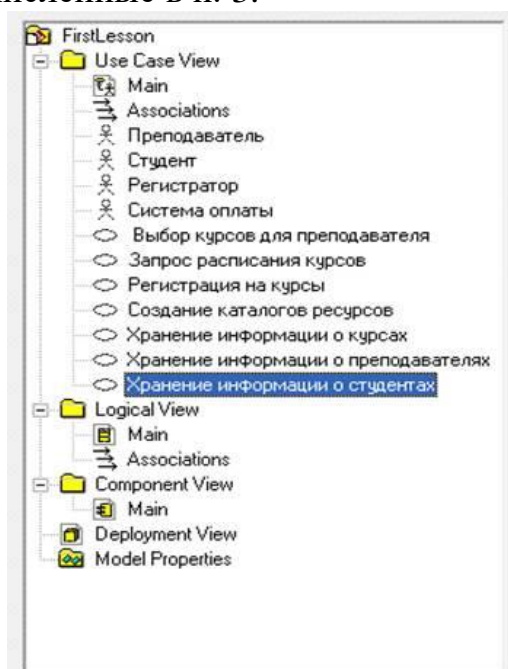 численные в п. 3.
FirstLesson
Use Case View
Main
Associations
Преподаватель
Студент
Регистратор
Система оплаты
Выбор курсов для преподавателя
Запрос расписания курсов
Регистрация на курсы
Создание каталогов ресурсов
Хранение информации о курсах
Хранение информации о преподавателях
Хранение информации о студентах
Logical View
Main
Associations
Component View
Main
Deployment View
Model Properties